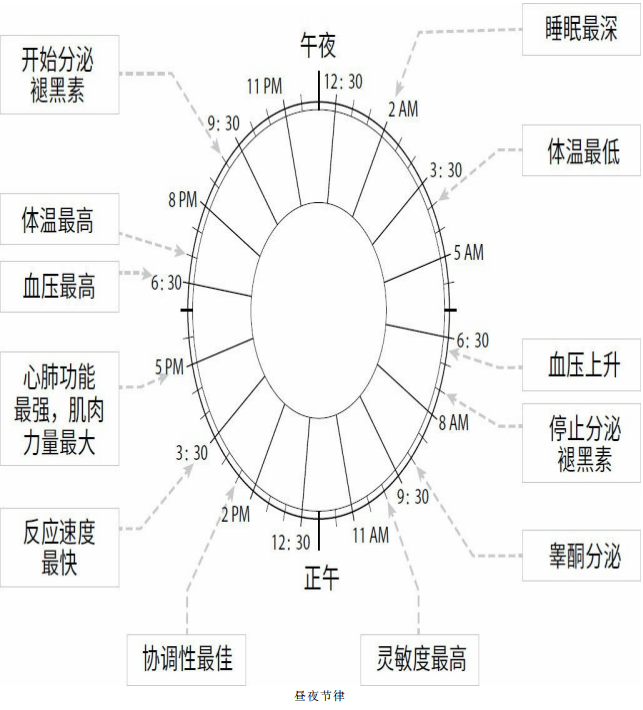 午夜
睡眠最深
开始分泌
褪黑素
11 PM
12: 30
2 AM
9: 30
体温最低
3: 30
8 PM
体温最高
5 AM
血压最高
6: 30
6: 30
血压上升
5 PM
心肺功能
最强，肌肉
力量最大
8 AM
停止分泌
褪黑素
3: 30
9: 30
反应速度
最快
2 PM
12: 30
11 AM
睾酮分泌
正午
协调性最佳
灵敏度最高
昼夜节律